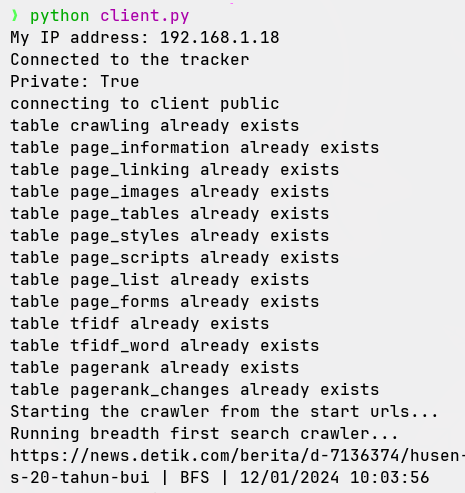 ❯ python client.py
My IP address: 192.168.1.18
Connected to the tracker
Private: True
connecting to client public
table crawling already exists
table page_information already exists
table page_linking already exists
table page_images already exists
table page_tables already exists
table page_styles already exists
table page_scripts already exists
table page_list already exists
table page_forms already exists
table tfidf already exists
table tfidf_word already exists
table pagerank already exists
table pagerank_changes already exists
Starting the crawler from the start urls...
Running breadth first search crawler...
https://news.detik.com/berita/d-7136374/husen-
s-20-tahun-bui | BFS | 12/01/2024 10:03:56